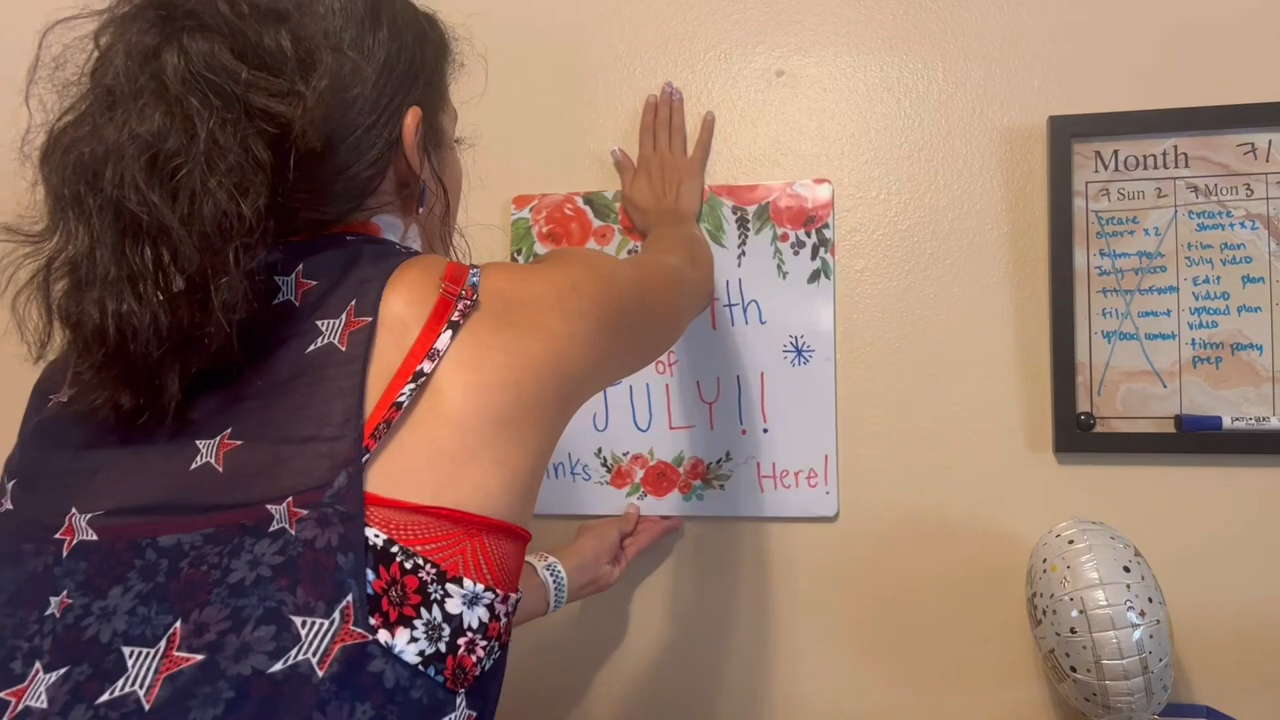 4th
of
JULY!!
Here!
Month 7/
7 Sun 2
• Create
short x2
• Film plan
July video
• film content
upload content
7 Mon 3
• Create
short x2
• film plan
July video
• Edit plan
video
• upload plan
video
• film party
prep